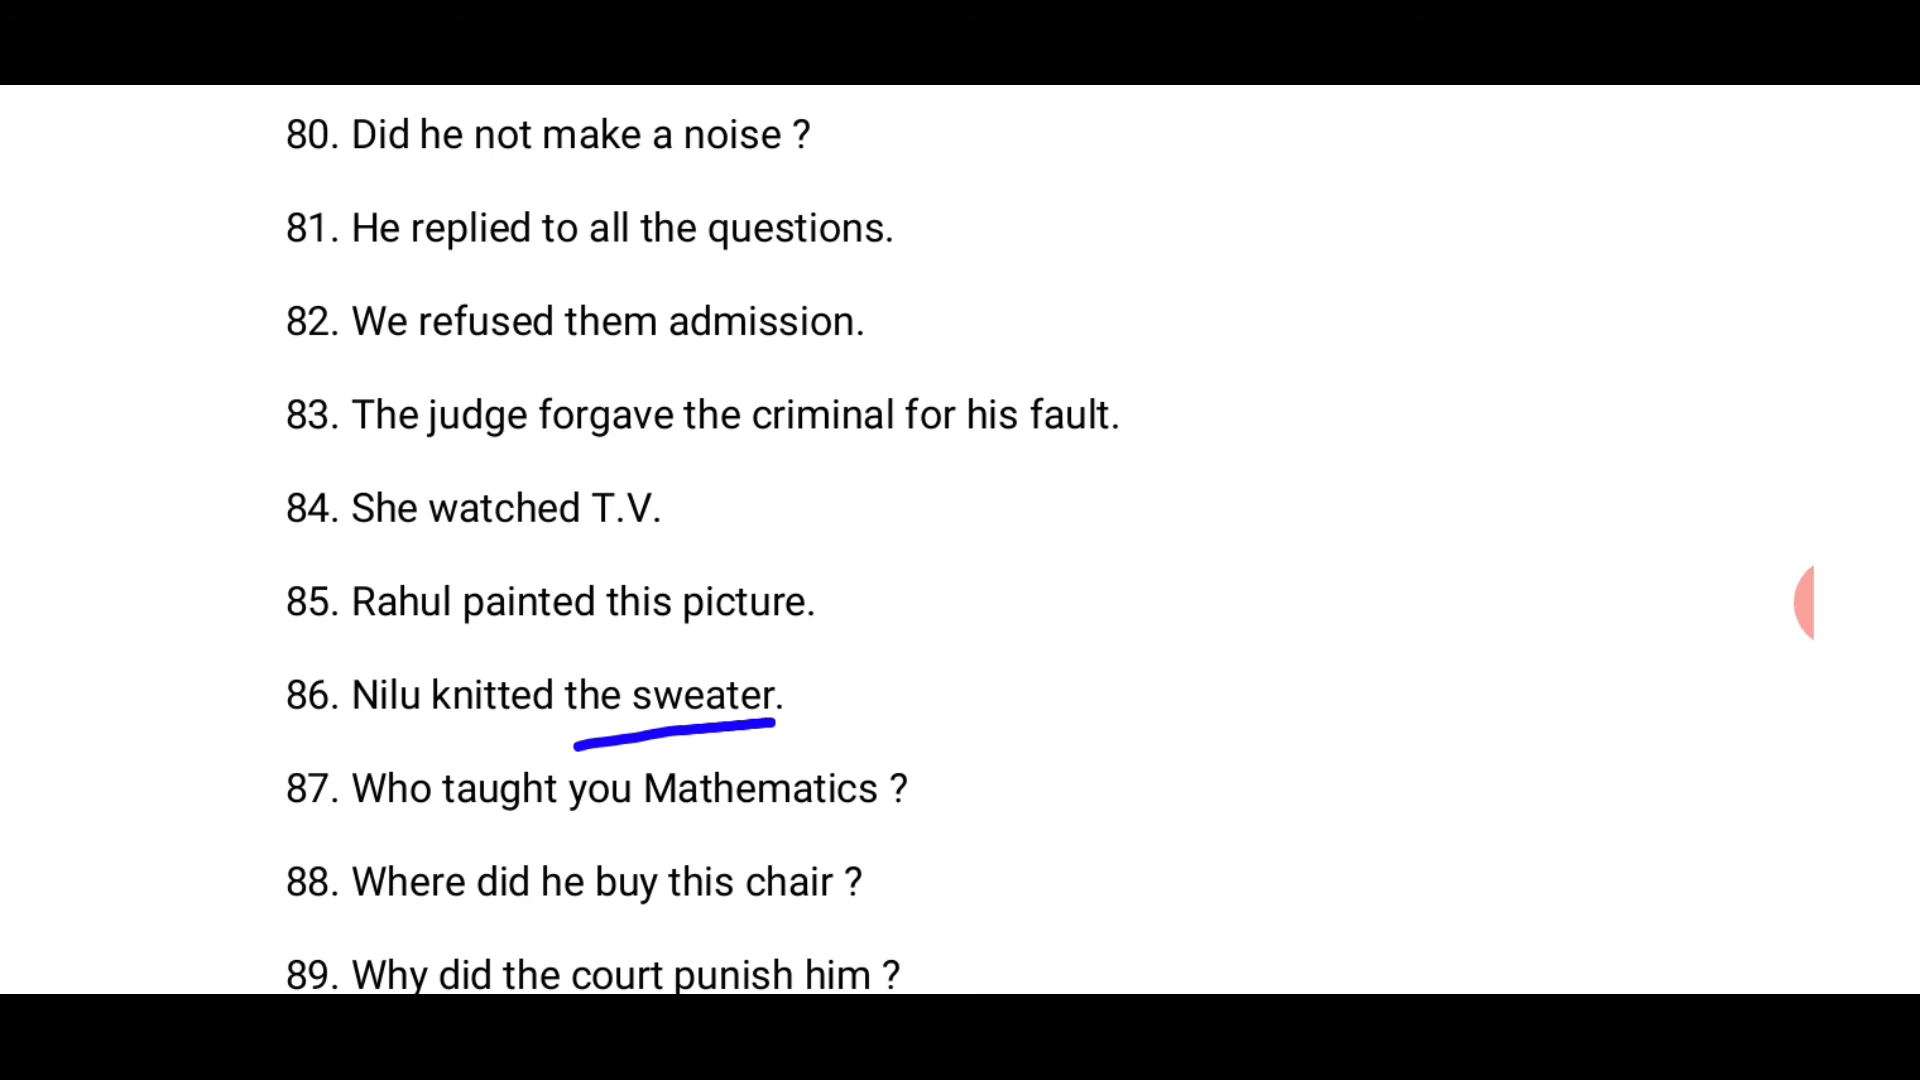 80. Did he not make a noise ?
81. He replied to all the questions.
82. We refused them admission.
83. The judge forgave the criminal for his fault.
84. She watched T.V.
85. Rahul painted this picture.
86. Nilu knitted the sweater.
87. Who taught you Mathematics ?
88. Where did he buy this chair ?
89. Why did the court punish him ?